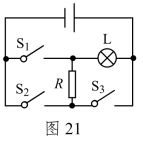 S₁ L
R
S₂ S₃
图 21